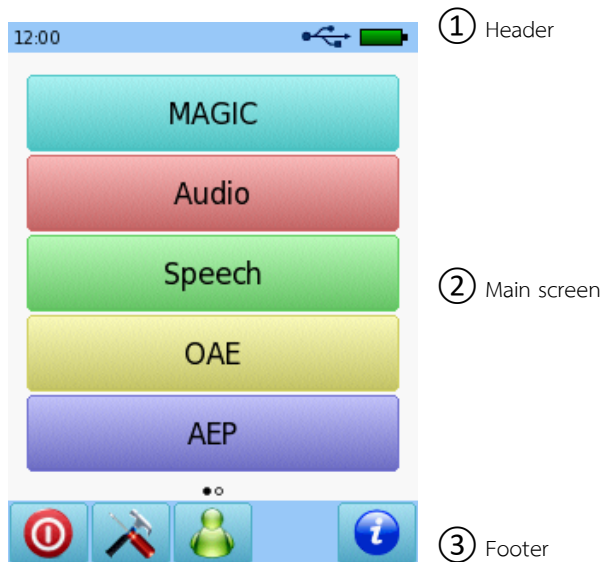 12:00
① Header
MAGIC
Audio
Speech
② Main screen
OAE
AEP
③ Footer